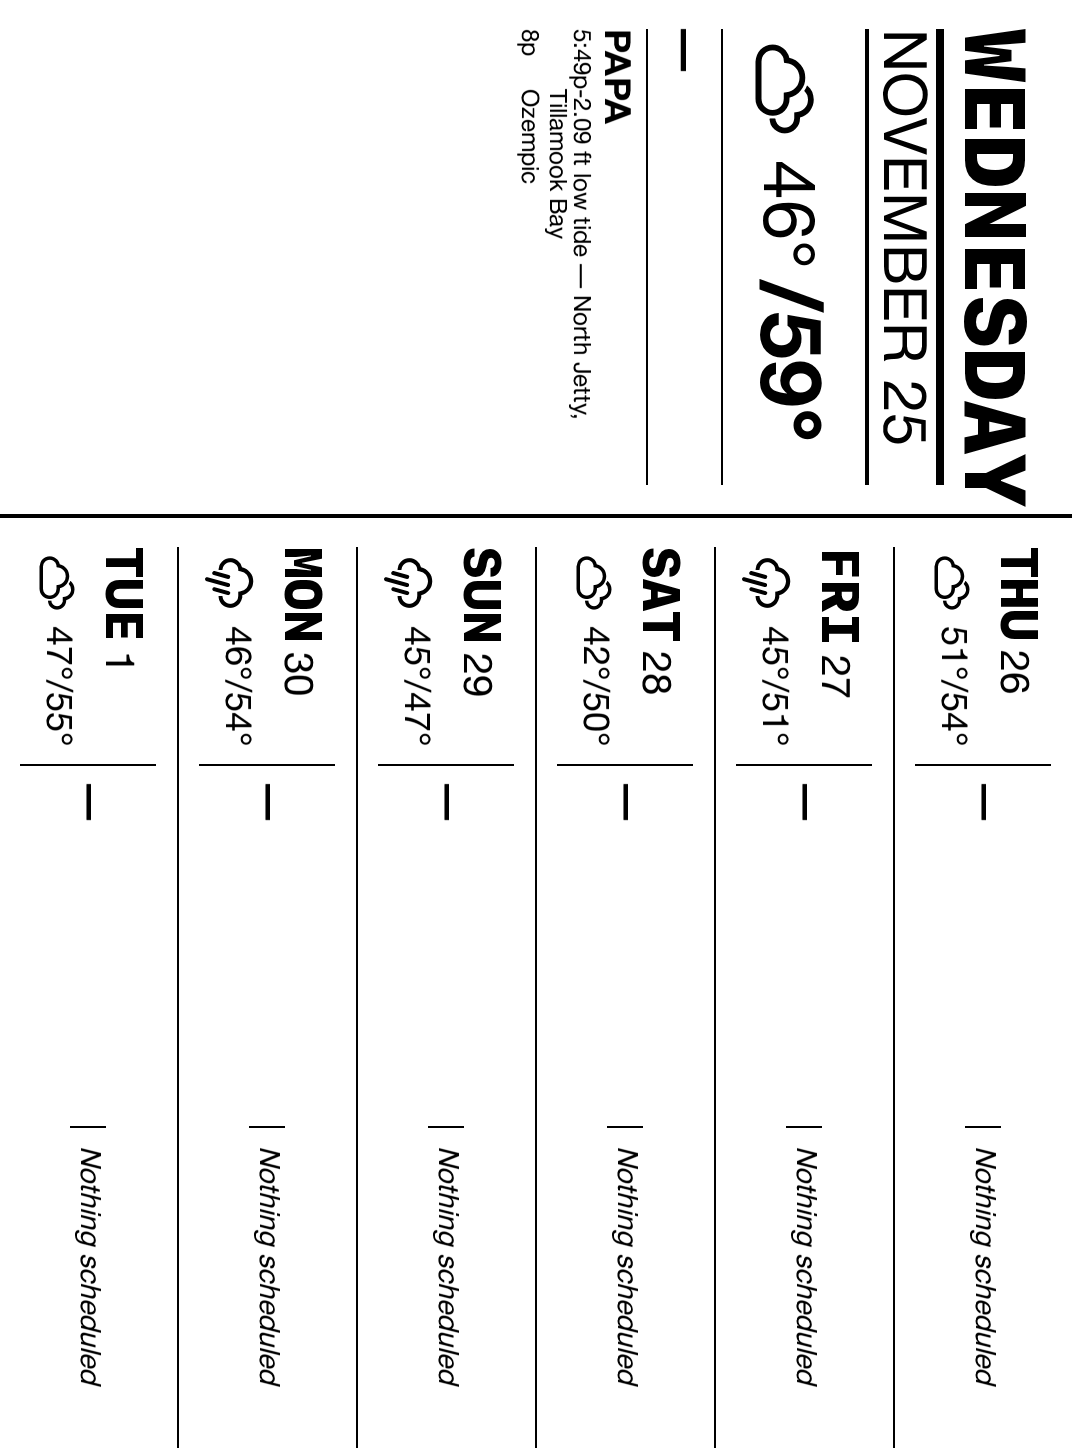 WEDNESDAY
NOVEMBER 25
46° /59°
—
PAPA
5:49p-2.09 ft low tide — North Jetty,
Tillamook Bay
8p Ozempic
THU 26
51°/54°
—
Nothing scheduled
FRI 27
45°/51°
—
Nothing scheduled
SAT 28
42°/50°
—
Nothing scheduled
SUN 29
45°/47°
—
Nothing scheduled
MON 30
46°/54°
—
Nothing scheduled
TUE 1
47°/55°
—
Nothing scheduled